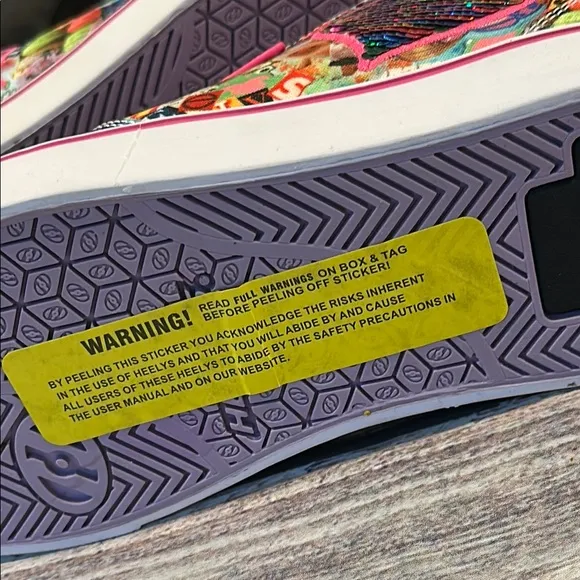 WARNING! READ FULL WARNINGS ON BOX & TAG
BEFORE PEELING OFF STICKER!
BY PEELING THIS STICKER YOU ACKNOWLEDGE THE RISKS INHERENT
IN THE USE OF HEELYS AND THAT YOU WILL ABIDE BY AND CAUSE
ALL USERS OF THESE HEELYS TO ABIDE BY THE SAFETY PRECAUTIONS IN
THE USER MANUAL AND ON OUR WEBSITE.